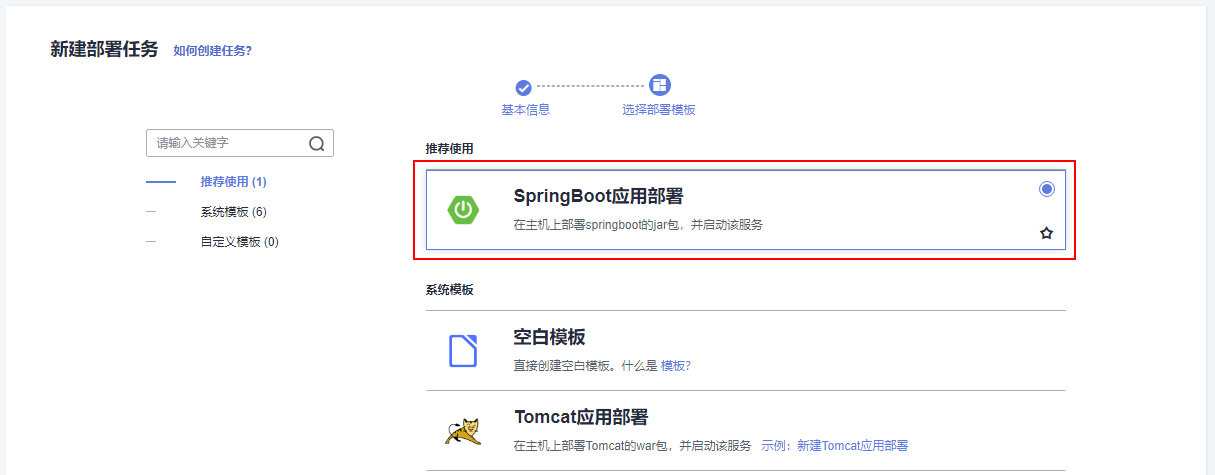 新建部署任务 如何创建任务?
基本信息 选择部署模板
请输入关键字
推荐使用 (1)
系统模板 (6)
自定义模板 (0)
推荐使用
SpringBoot应用部署
在主机上部署springboot的jar包，并启动该服务
系统模板
空白模板
直接创建空白模板。什么是 模板?
Tomcat应用部署
在主机上部署Tomcat的war包，并启动该服务 示例：新建Tomcat应用部署